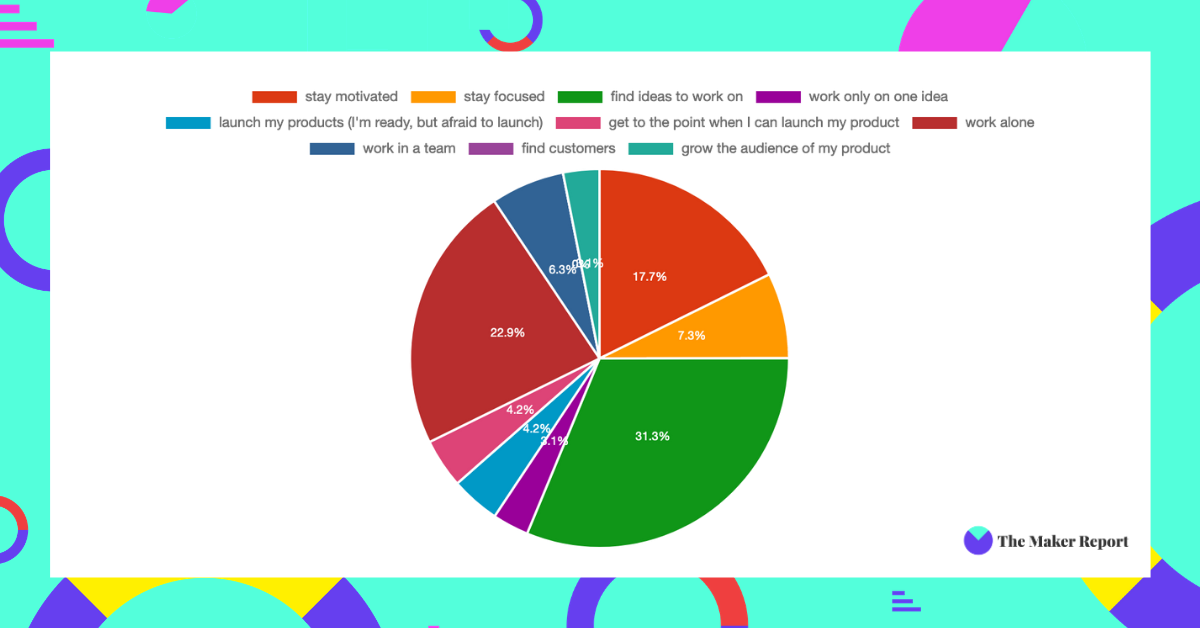 stay motivated stay focused find ideas to work on work only on one idea
launch my products (I'm ready, but afraid to launch) get to the point when I can launch my product work alone
work in a team find customers grow the audience of my product
6.3%
17.7%
22.9%
7.3%
4.2%
4.2%
3.1%
31.3%
The Maker Report